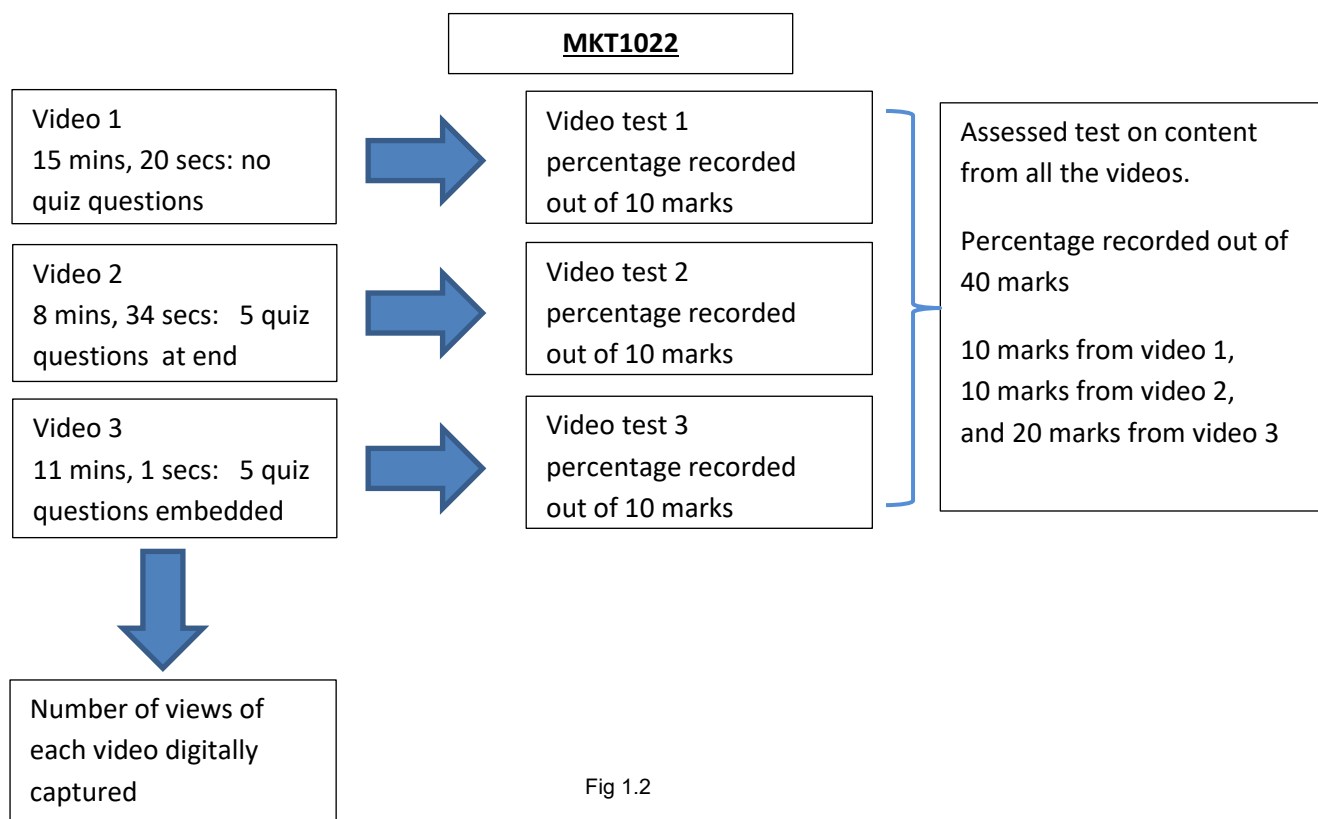 MKT1022
Video 1
15 mins, 20 secs: no
quiz questions
Video test 1
percentage recorded
out of 10 marks
Video 2
8 mins, 34 secs:   5 quiz
questions  at end
Video test 2
percentage recorded
out of 10 marks
Video 3
11 mins, 1 secs:   5 quiz
questions embedded
Video test 3
percentage recorded
out of 10 marks
Assessed test on content
from all the videos.
Percentage recorded out of
40 marks
10 marks from video 1,
10 marks from video 2,
and 20 marks from video 3
Number of views of
each video digitally
captured
Fig 1.2